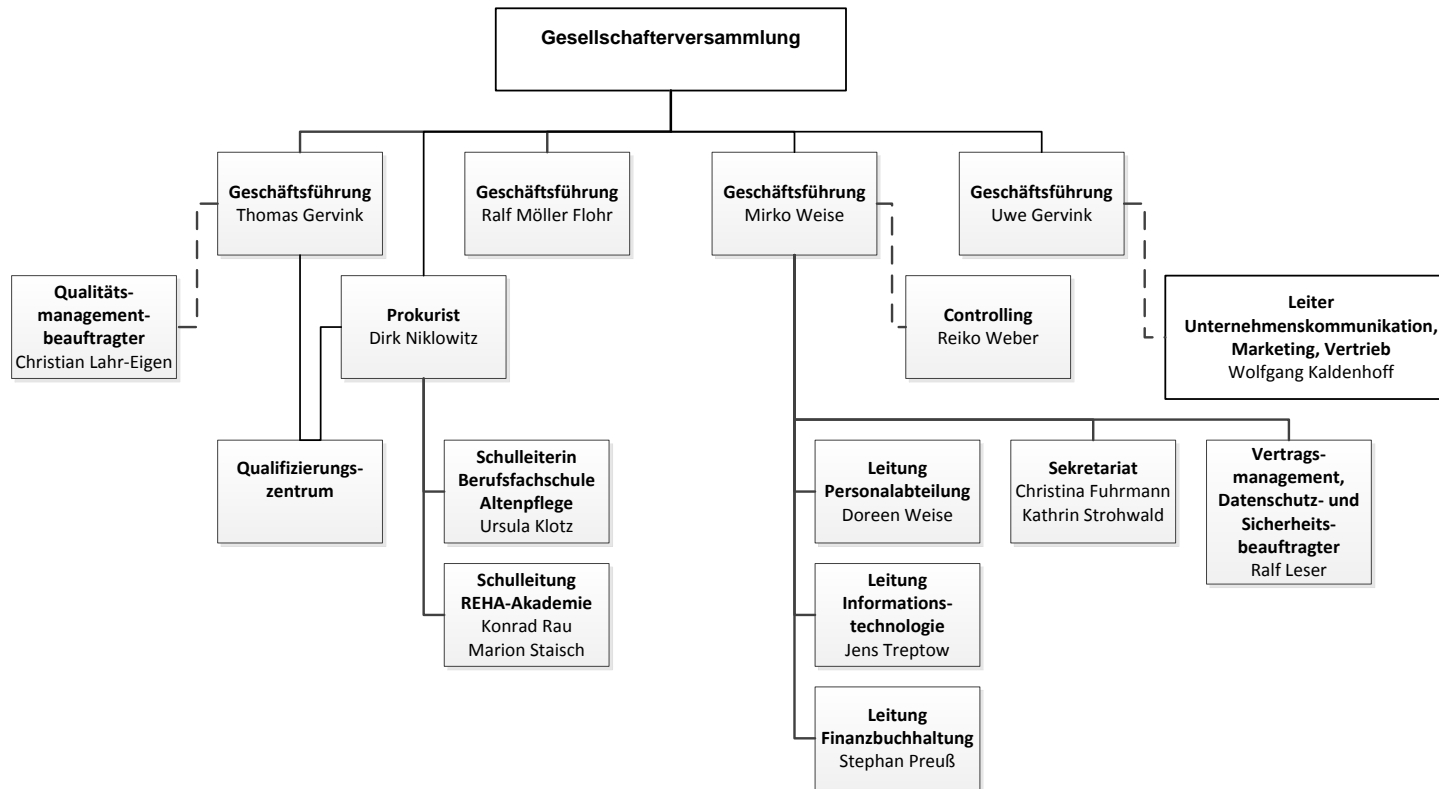 Gesellschafterversammlung
Geschäftsführung
Thomas Gervink
Geschäftsführung
Ralf Möller Flohr
Geschäftsführung
Mirko Weise
Geschäftsführung
Uwe Gervink
Qualitäts-
management-
beauftragter
Christian Lahr-Eigen
Prokurist
Dirk Niklowitz
Controlling
Reiko Weber
Leiter
Unternehmenskommunikation,
Marketing, Vertrieb
Wolfgang Kaldenhoff
Qualifizierungs-
zentrum
Schulleiterin
Berufsfachschule
Altenpflege
Ursula Klotz
Leitung
Personalabteilung
Doreen Weise
Sekretariat
Christina Fuhrmann
Kathrin Strohwald
Vertrags-
management,
Datenschutz- und
Sicherheits-
beauftragter
Ralf Leser
Schulleitung
REHA-Akademie
Konrad Rau
Marion Staisch
Leitung
Informations-
technologie
Jens Treptow
Leitung
Finanzbuchhaltung
Stephan Preuß